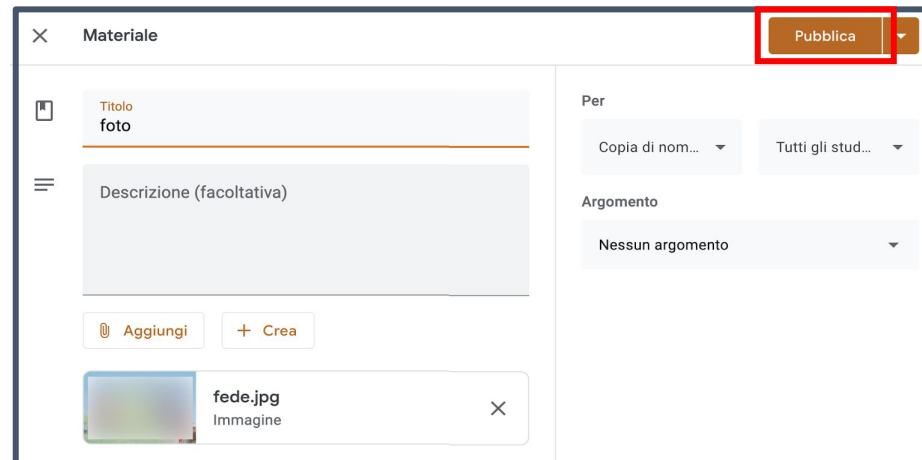 Materiale
Pubblica
Titolo
foto
Descrizione (facoltativa)
Aggiungi
Crea
fede.jpg
Immagine
Per
Copia di nom...
Tutti gli stud...
Argomento
Nessun argomento